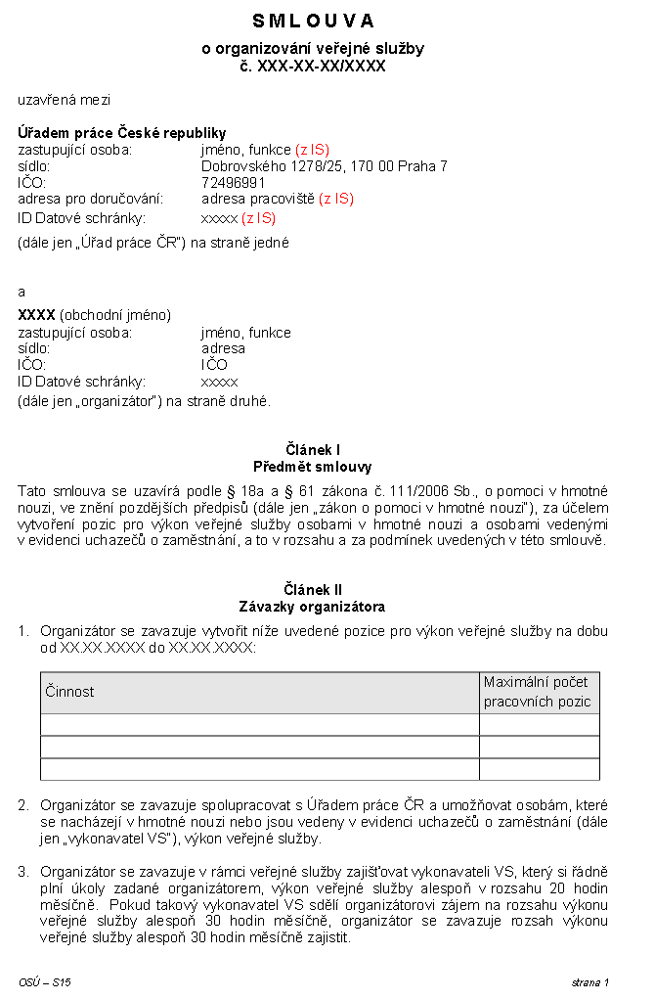 SMLOUVA
o organizování veřejné služby
č. XXX-XX-XX/XXXX
uzavřená mezi
Úřadem práce České republiky
zastupující osoba: jméno, funkce (z IS)
sídlo: Dobrovského 1278/25, 170 00 Praha 7
IČO: 72496991
adresa pro doručování: adresa pracoviště (z IS)
ID Datové schránky: xxxxx (z IS)
(dále jen „Úřad práce ČR“) na straně jedné
a
XXXX (obchodní jméno)
zastupující osoba: jméno, funkce
sídlo: adresa
IČO: IČO
ID Datové schránky: xxxxx
(dále jen „organizátor“) na straně druhé.
Článek I
Předmět smlouvy
Tato smlouva se uzavírá podle § 18a a § 61 zákona č. 111/2006 Sb., o pomoci v hmotné
nouzi, ve znění pozdějších předpisů (dále jen „zákon o pomoci v hmotné nouzi“), za účelem
vytvoření pozic pro výkon veřejné služby osobami v hmotné nouzi a osobami vedenými
v evidenci uchazečů o zaměstnání, a to v rozsahu a za podmínek uvedených v této smlouvě.
Článek II
Závazky organizátora
1. Organizátor se zavazuje vytvořit níže uvedené pozice pro výkon veřejné služby na dobu
od XX.XX.XXXX do XX.XX.XXXX:
Činnost
Maximální počet
pracovních pozic
2. Organizátor se zavazuje spolupracovat s Úřadem práce ČR a umožňovat osobám, které
se nacházejí v hmotné nouzi nebo jsou vedeny v evidenci uchazečů o zaměstnání (dále
jen „vykonavatel VS“), výkon veřejné služby.
3. Organizátor se zavazuje v rámci veřejné služby zajišťovat vykonavateli VS, který si řádně
plní úkoly zadané organizátorem, výkon veřejné služby alespoň v rozsahu 20 hodin
měsíčně. Pokud takový vykonavatel VS sdělí organizátorovi zájem na rozsahu výkonu
veřejné služby alespoň 30 hodin měsíčně, organizátor se zavazuje rozsah výkonu
veřejné služby alespoň 30 hodin měsíčně zajistit.
OSÚ – S15 strana 1